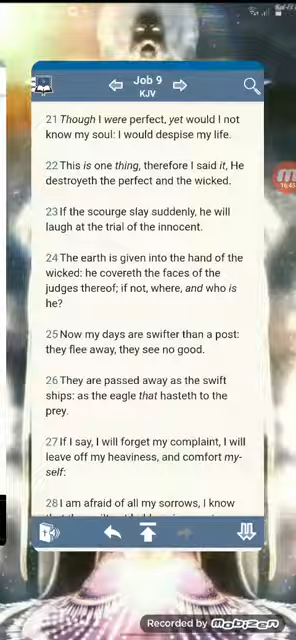 Job 9
KJV
21 Though I were perfect, yet would I not
know my soul: I would despise my life.
22 This is one thing, therefore I said it, He
destroyeth the perfect and the wicked.
23 If the scourge slay suddenly, he will
laugh at the trial of the innocent.
24 The earth is given into the hand of the
wicked: he covereth the faces of the
judges thereof; if not, where, and who is
he?
25 Now my days are swifter than a post:
they flee away, they see no good.
26 They are passed away as the swift
ships: as the eagle that hasteth to the
prey.
27 If I say, I will forget my complaint, I will
leave off my heaviness, and comfort my-
self:
28 I am afraid of all my sorrows, I know
16:45
Recorded by mobizen